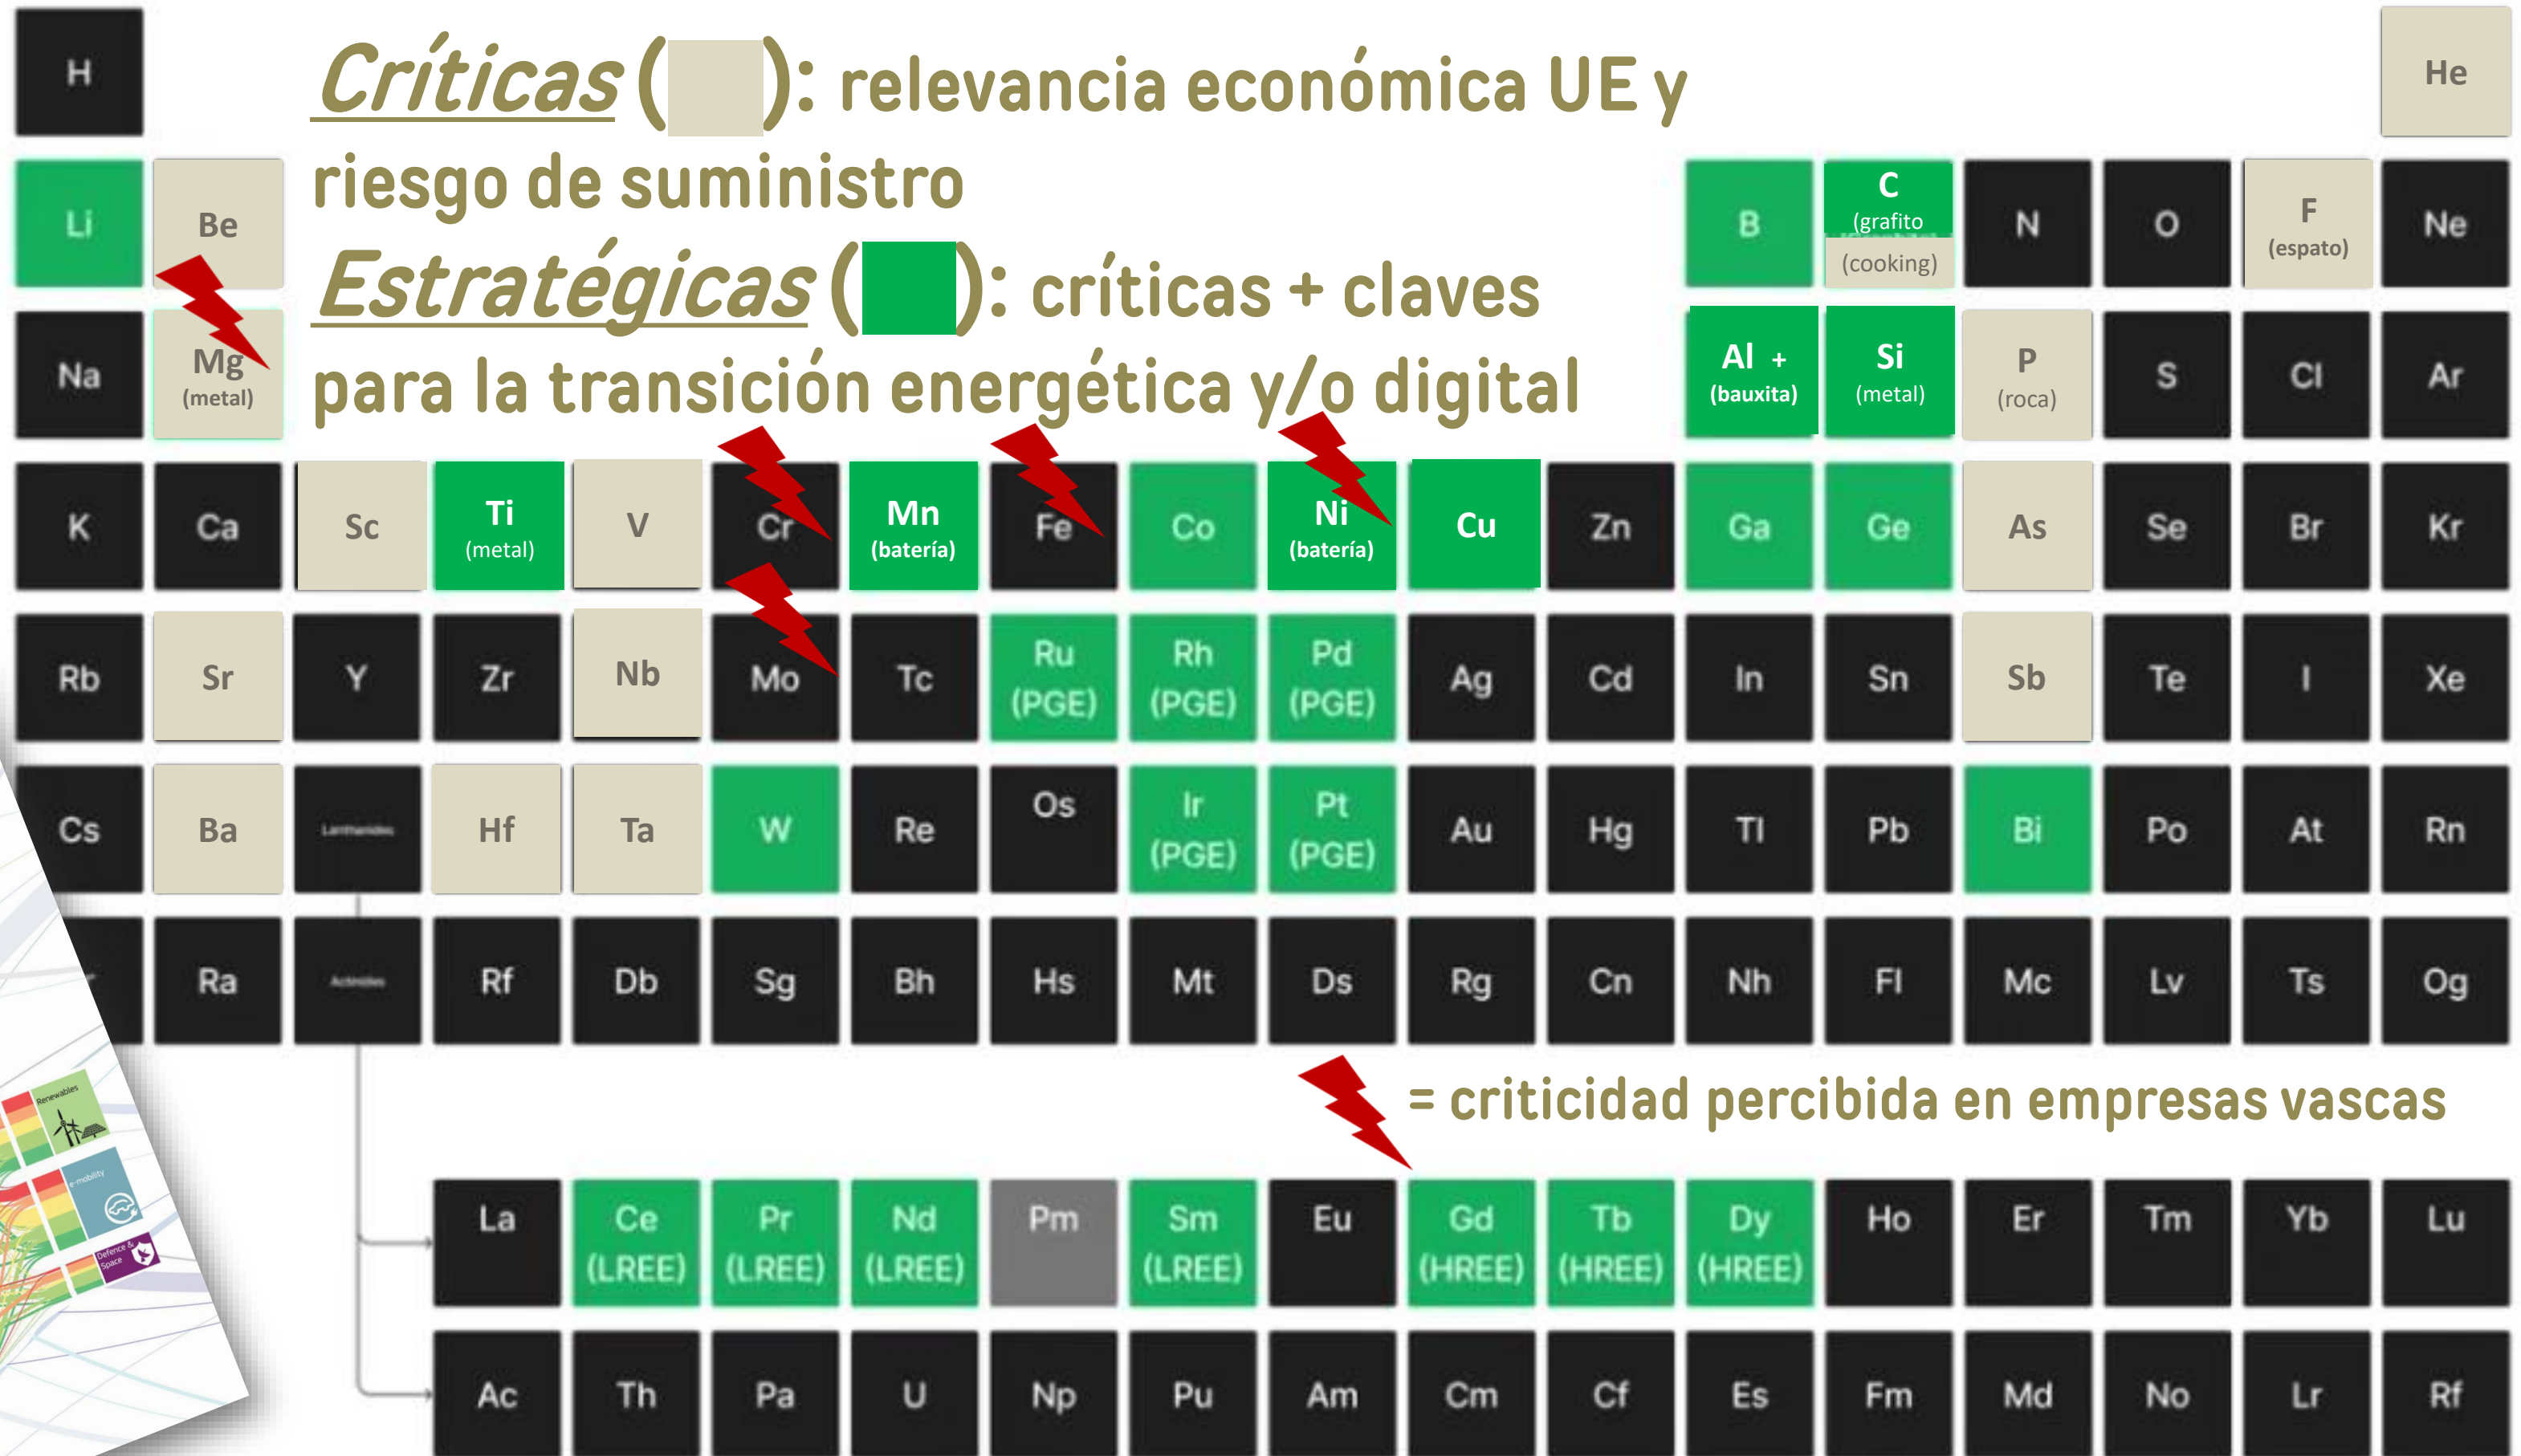 H
Críticas ( ): relevancia económica UE y
He
Li
Be
riesgo de suministro
B
C
(grafito
(cooking)
N
O
F
(espato)
Ne
Estratégicas ( ): críticas + claves
Na
Mg
(metal)
para la transición energética y/o digital
Al +
(bauxita)
Si
(metal)
P
(roca)
S
Cl
Ar
K
Ca
Sc
Ti
(metal)
V
Cr
Mn
(batería)
Fe
Co
Ni
(batería)
Cu
Zn
Ga
Ge
As
Se
Br
Kr
Rb
Sr
Y
Zr
Nb
Mo
Tc
Ru
(PGE)
Rh
(PGE)
Pd
(PGE)
Ag
Cd
In
Sn
Sb
Te
I
Xe
Cs
Ba
Lanthanides
Hf
Ta
W
Re
Os
Ir
(PGE)
Pt
(PGE)
Au
Hg
Tl
Pb
Bi
Po
At
Rn
Ra
Actinides
Rf
Db
Sg
Bh
Hs
Mt
Ds
Rg
Cn
Nh
Fl
Mc
Lv
Ts
Og
= criticidad percibida en empresas vascas
Renewables
e-mobility
Defence &
Space
La
Ce
(LREE)
Pr
(LREE)
Nd
(LREE)
Pm
Sm
(LREE)
Eu
Gd
(HREE)
Tb
(HREE)
Dy
(HREE)
Ho
Er
Tm
Yb
Lu
Ac
Th
Pa
U
Np
Pu
Am
Cm
Cf
Es
Fm
Md
No
Lr
Rf